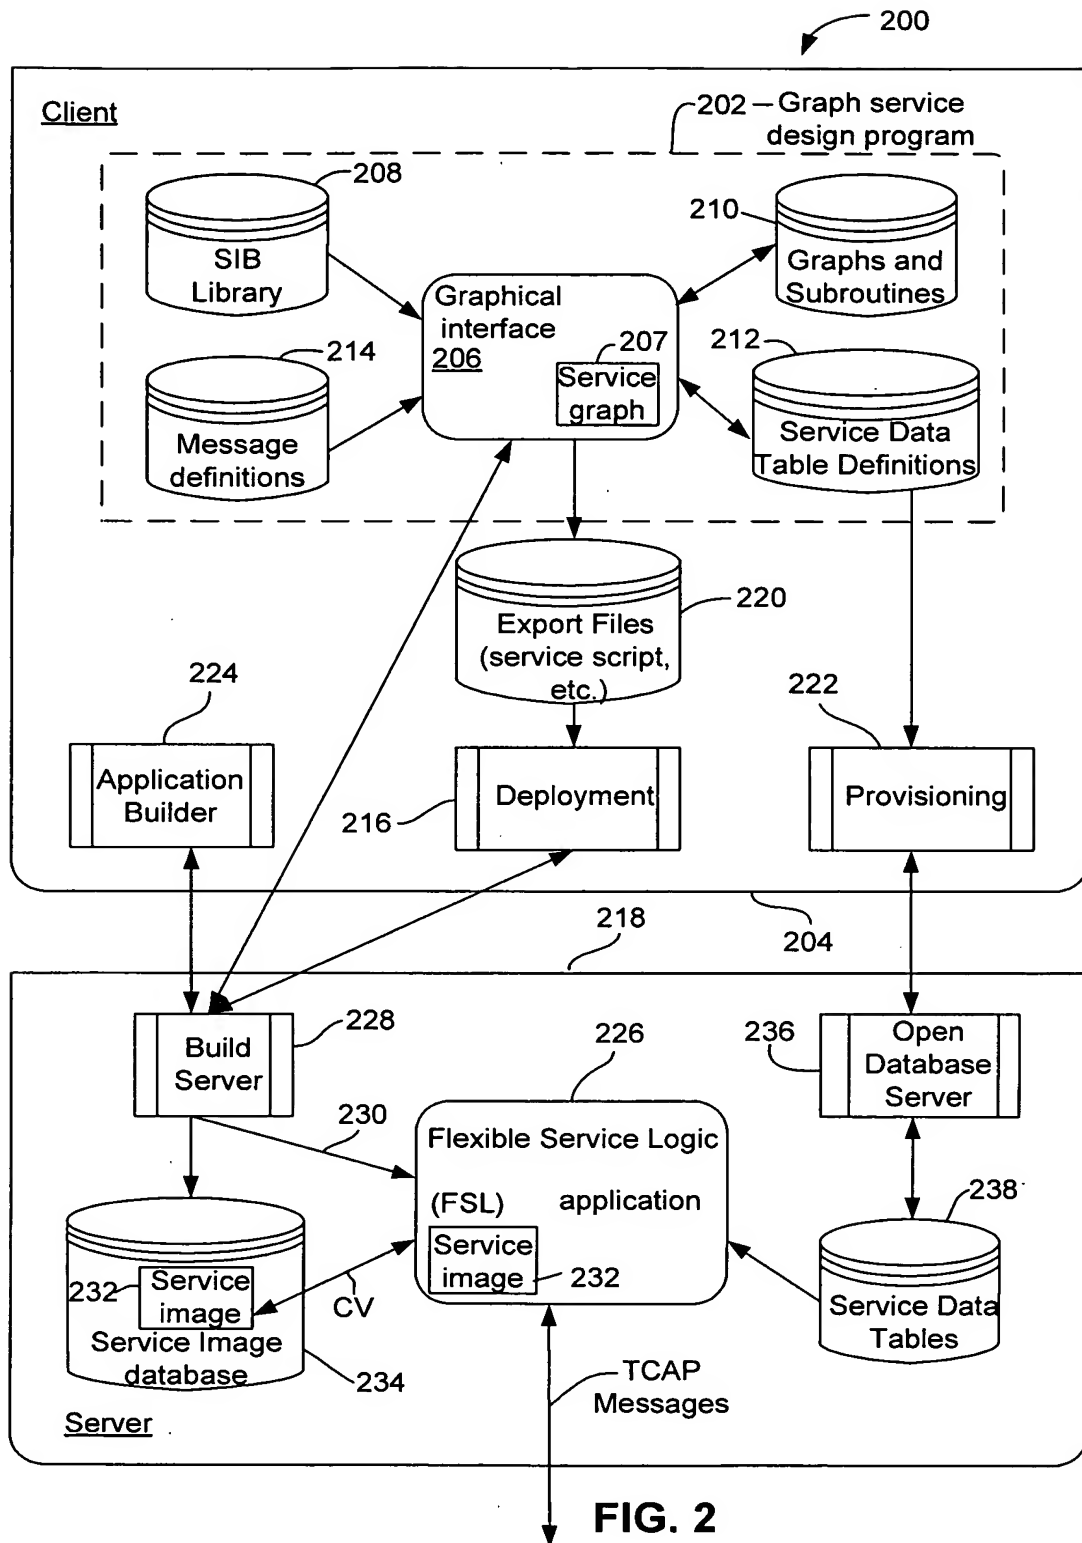 200
Client
202
Graph service
design program
208
SIB
Library
210
Graphs and
Subroutines
Graphical
interface
206
207
Service
graph
214
Message
definitions
212
Service Data
Table Definitions
220
Export Files
(service script,
etc.)
224
Application
Builder
216
Deployment
222
Provisioning
204
218
228
Build
Server
226
236
Open
Database
Server
230
Flexible Service Logic
(FSL) application
Service
image
232
238
232
Service
image
CV
Service Image
database
234
Service Data
Tables
TCAP
Messages
Server
FIG. 2